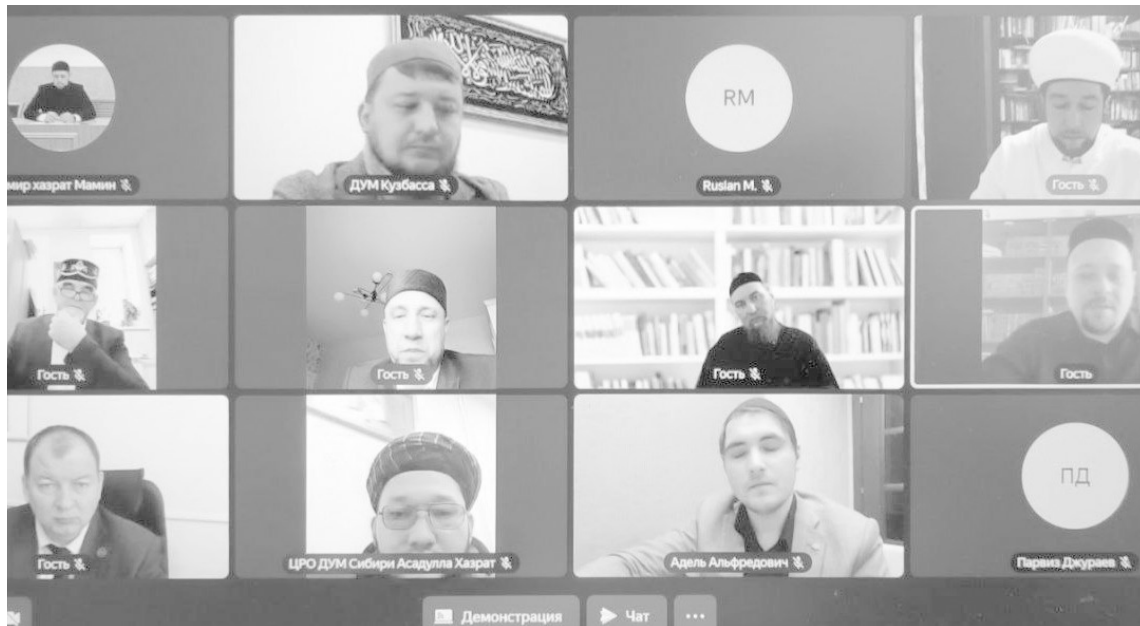 мир хазрат Мамин
ДУМ Кузбасса
RM
Ruslan M.
Гость
Гость
Гость
Гость
Гость
Гость
ЦРО ДУМ Сибири Асадулла Хазрат
Адель Альфредович
ПД
Парвиз Джураев
Демонстрация
Чат